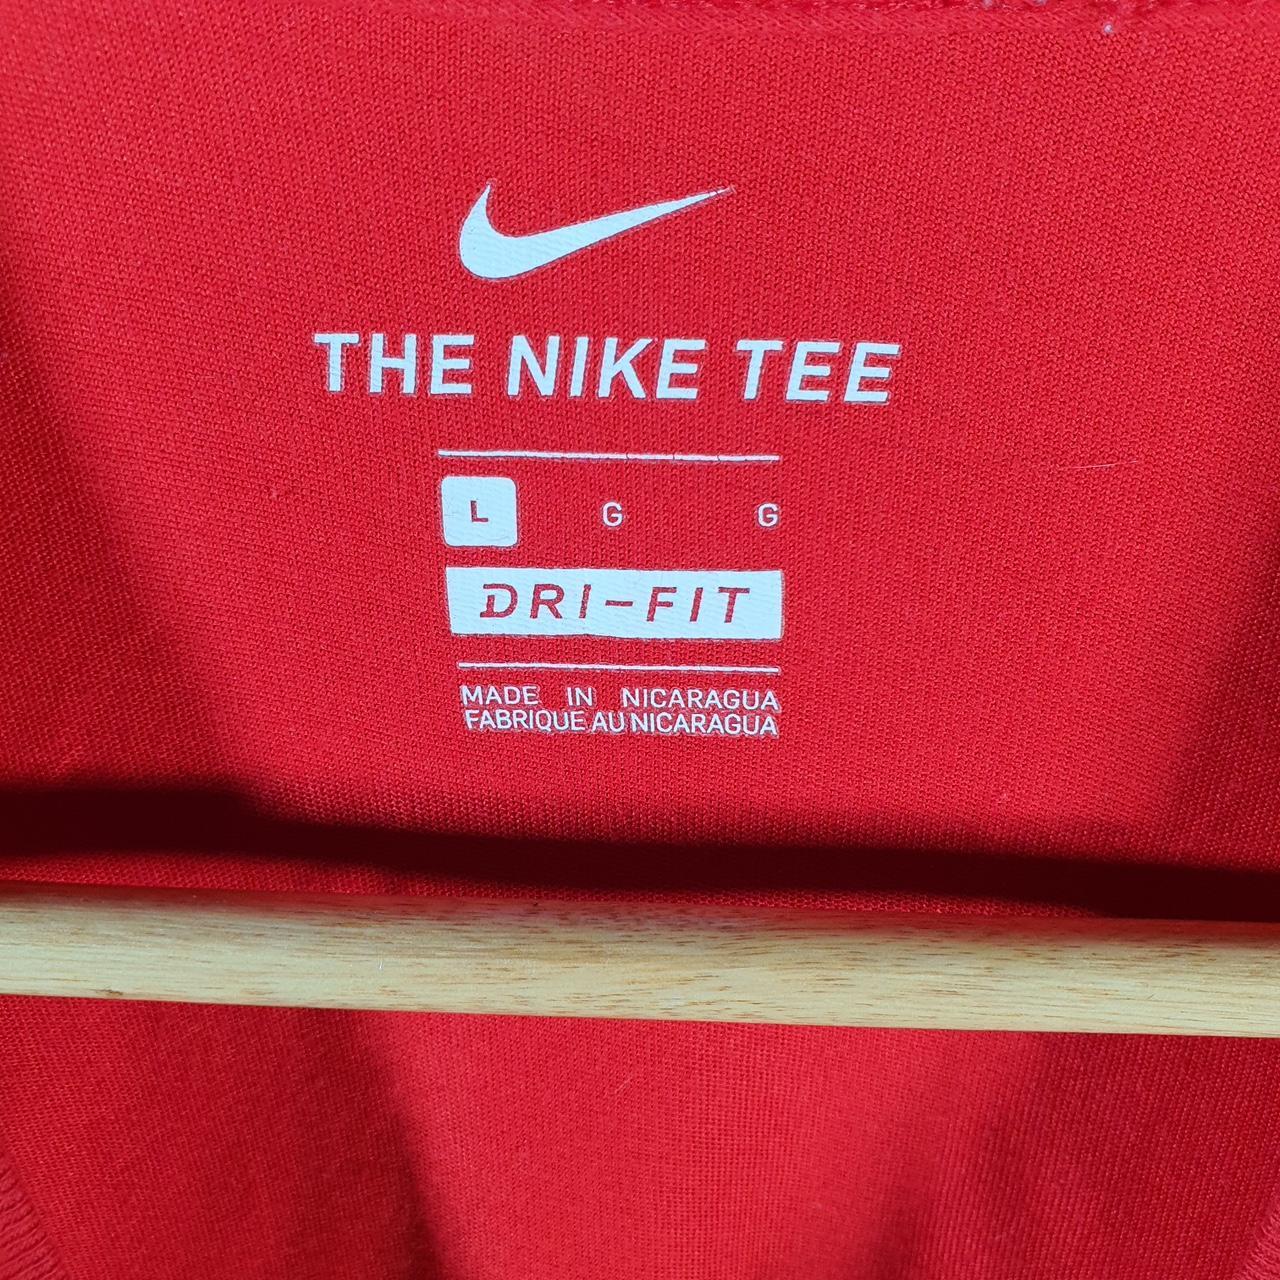 THE NIKE TEE
L G G
DRI-FIT
MADE IN NICARAGUA
FABRIQUE AU NICARAGUA